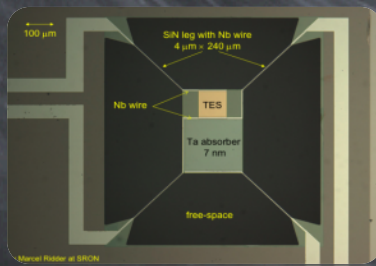 100 μm
SiN leg with Nb wire
4 μm × 240 μm
Nb wire
TES
Ta absorber
7 nm
free-space
Marcel Ridder at SRON